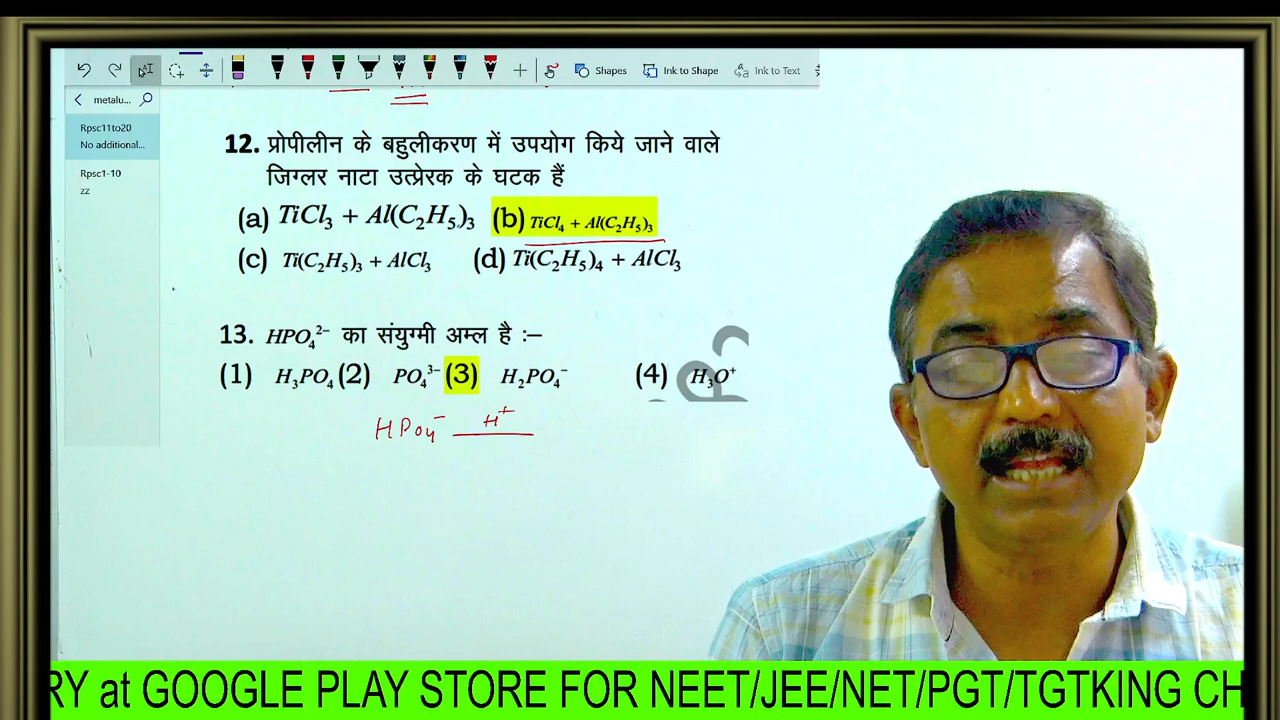 Shapes Ink to Shape Ink to Text
metalu...
Rpsc11to20
No additional...
Rpsc1-10
zz
12. प्रोपीलीन के बहुलीकरण में उपयोग किये जाने वाले
जिग्लर नाटा उत्प्रेरक के घटक हैं
(a) TiCl₃ + Al(C₂H₅)₃ (b) TiCl₄ + Al(C₂H₅)₃
(c) Ti(C₂H₅)₃ + AlCl₃ (d) Ti(C₂H₅)₄ + AlCl₃
13. HPO₄²⁻ का संयुग्मी अम्ल है :–
(1) H₃PO₄ (2) PO₄³⁻ (3) H₂PO₄⁻ (4) H₃O⁺
HPO₄⁻ H⁺
RY at GOOGLE PLAY STORE FOR NEET/JEE/NET/PGT/TGTKING CH